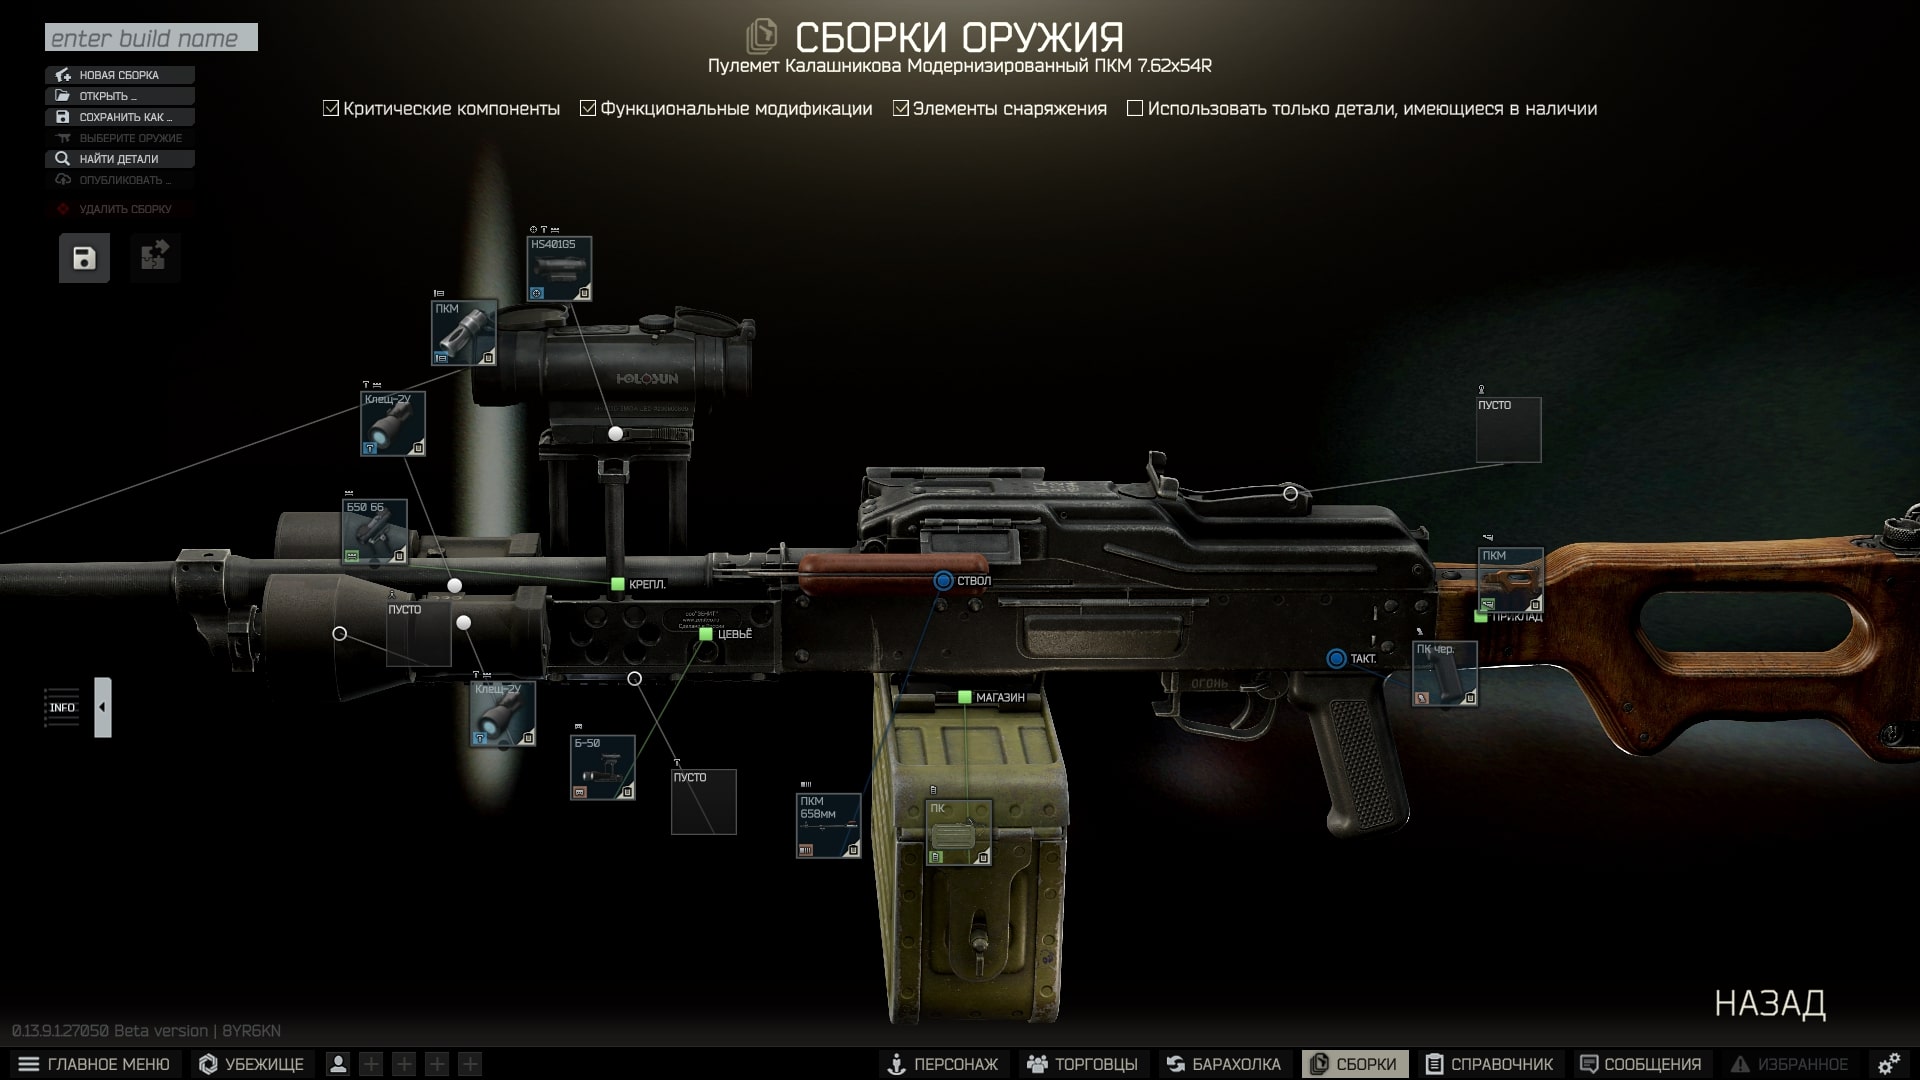 enter build name
СБОРКИ ОРУЖИЯ
Пулемет Калашникова Модернизированный ПКМ 7.62x54R
НОВАЯ СБОРКА
ОТКРЫТЬ ...
СОХРАНИТЬ КАК ...
ВЫБЕРИТЕ ОРУЖИЕ
НАЙТИ ДЕТАЛИ
ОПУБЛИКОВАТЬ ...
УДАЛИТЬ СБОРКУ
Критические компоненты
Функциональные модификации
Элементы снаряжения
Использовать только детали, имеющиеся в наличии
HS401G5
ПКМ
HOLOSUN
Клещ-2У
ПУСТО
Б50 ББ
ПКМ
КРЕПЛ.
СТВОЛ
ПУСТО
ПРИКЛАД
ЦЕВЬЁ
ТАКТ.
ПК чер.
Клещ-2У
ОГОНЬ
МАГАЗИН
INFO
Б-50
ПУСТО
ПКМ
658мм
ПК
НАЗАД
0.13.9.1.27050 Beta version | 8YR6KN
ГЛАВНОЕ МЕНЮ
УБЕЖИЩЕ
ПЕРСОНАЖ
ТОРГОВЦЫ
БАРАХОЛКА
СБОРКИ
СПРАВОЧНИК
СООБЩЕНИЯ
ИЗБРАННОЕ